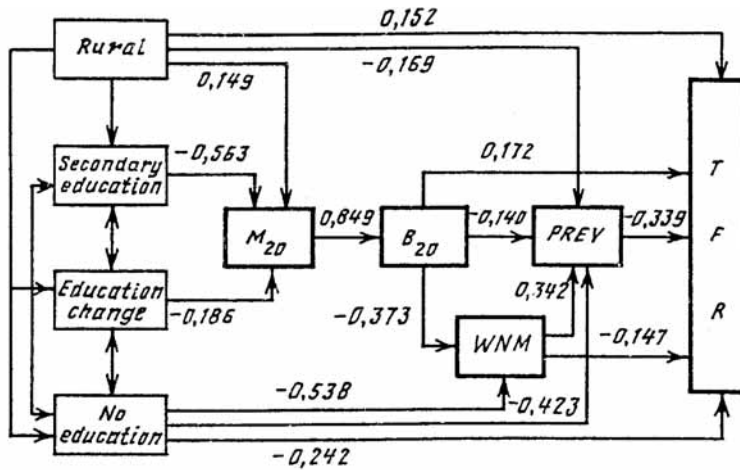 0,152
Rural
-0,169
0,149
Secondary
education
-0,563
0,172
T
M20
0,849
B20
-0,140
PREV
-0,339
F
Education
change
-0,186
0,342
R
-0,373
WNM
-0,147
No
education
-0,538
-0,423
-0,242